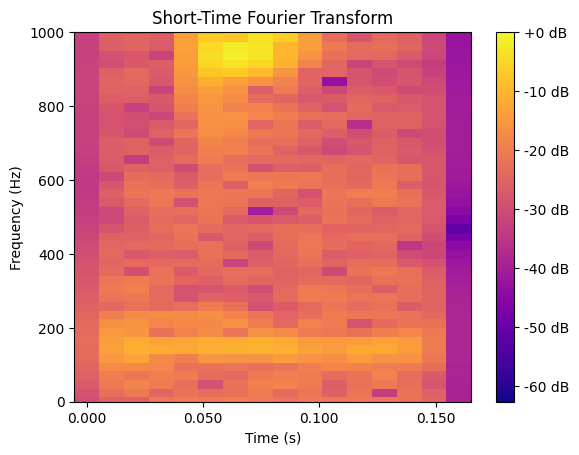 Short-Time Fourier Transform
1000
800
600
400
200
0
Frequency (Hz)
0.000
0.050
0.100
0.150
Time (s)
+0 dB
-10 dB
-20 dB
-30 dB
-40 dB
-50 dB
-60 dB